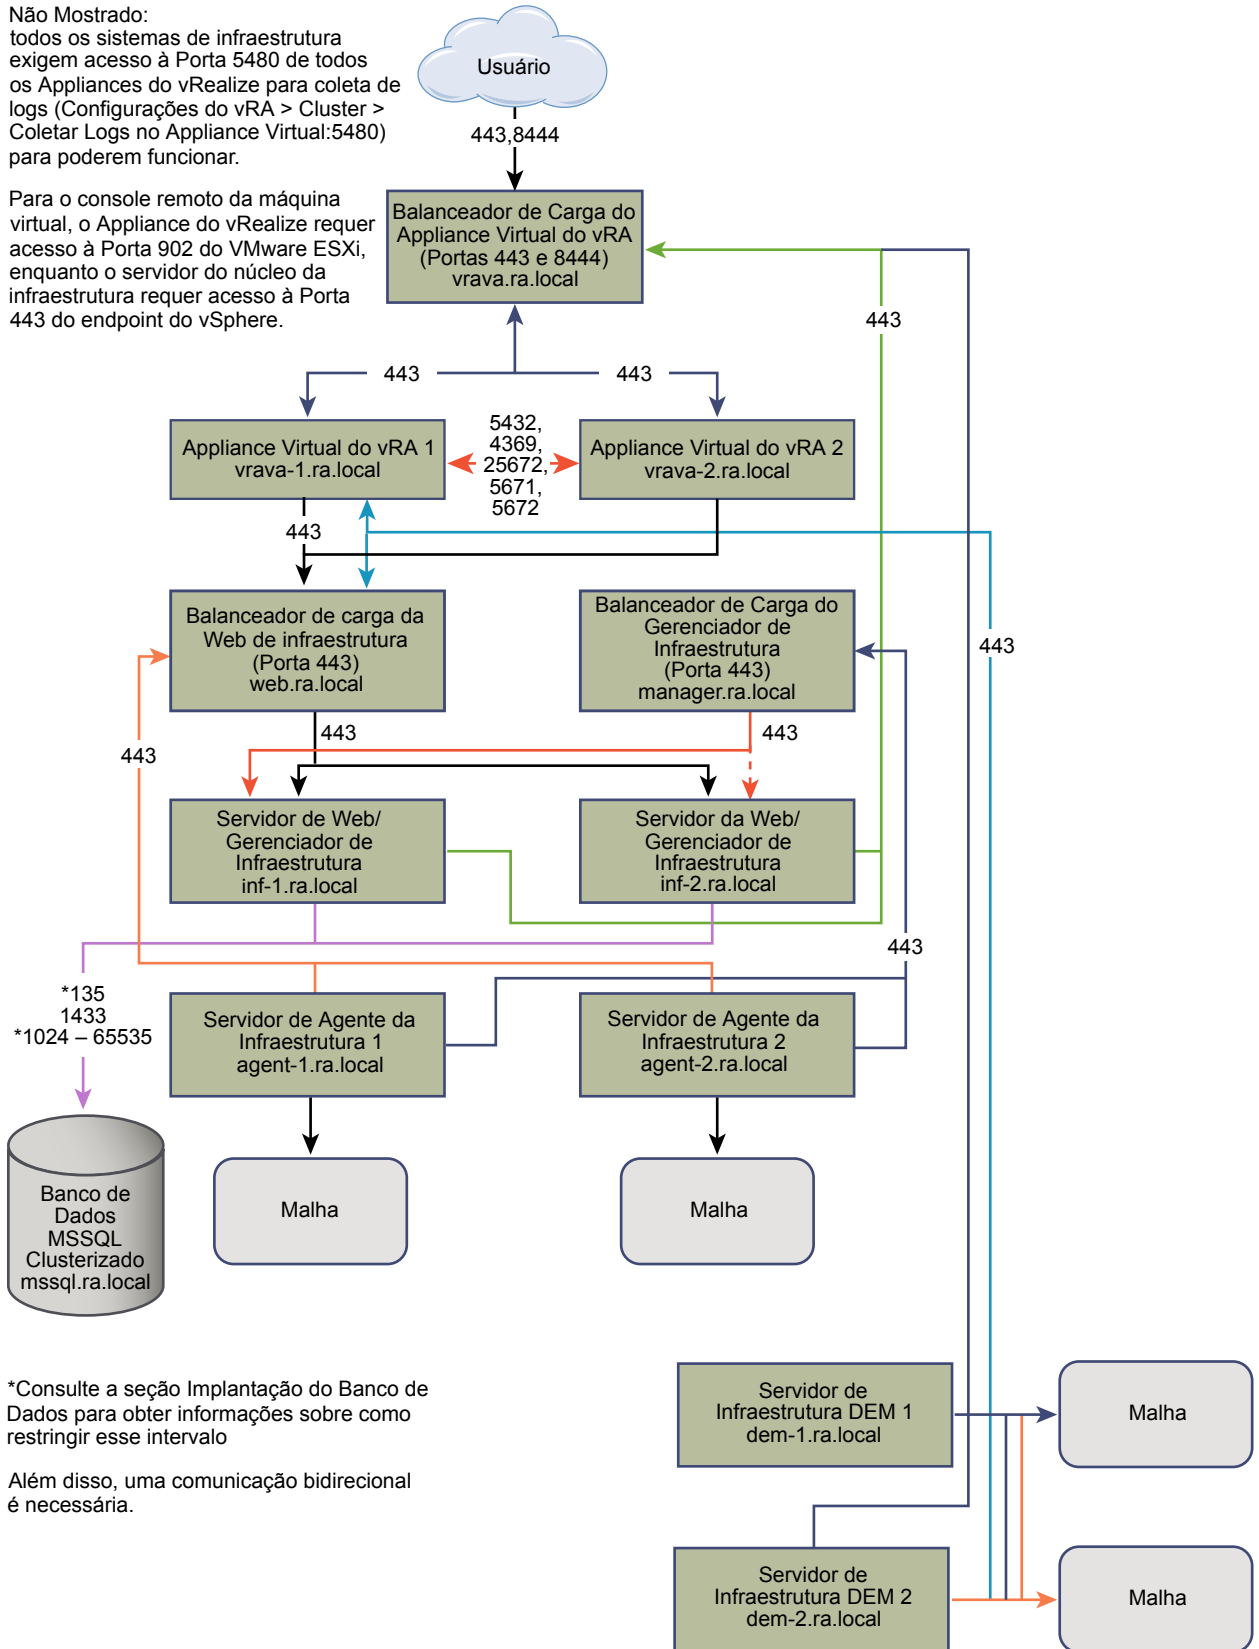 Não Mostrado:
todos os sistemas de infraestrutura
exigem acesso à Porta 5480 de todos
os Appliances do vRealize para coleta de
logs (Configurações do vRA > Cluster >
Coletar Logs no Appliance Virtual:5480)
para poderem funcionar.
Para o console remoto da máquina
virtual, o Appliance do vRealize requer
acesso à Porta 902 do VMware ESXi,
enquanto o servidor do núcleo da
infraestrutura requer acesso à Porta
443 do endpoint do vSphere.
Usuário
443,8444
Balanceador de Carga do
Appliance Virtual do vRA
(Portas 443 e 8444)
vrava.ra.local
443
443
443
Appliance Virtual do vRA 1
vrava-1.ra.local
5432,
4369,
25672,
5671,
5672
Appliance Virtual do vRA 2
vrava-2.ra.local
443
Balanceador de carga da
Web de infraestrutura
(Porta 443)
web.ra.local
Balanceador de Carga do
Gerenciador de
Infraestrutura
(Porta 443)
manager.ra.local
443
443
443
443
Servidor de Web/
Gerenciador de
Infraestrutura
inf-1.ra.local
Servidor da Web/
Gerenciador de
Infraestrutura
inf-2.ra.local
443
*135
1433
*1024 – 65535
Servidor de Agente da
Infraestrutura 1
agent-1.ra.local
Servidor de Agente da
Infraestrutura 2
agent-2.ra.local
Banco de
Dados
MSSQL
Clusterizado
mssql.ra.local
Malha
Malha
*Consulte a seção Implantação do Banco de
Dados para obter informações sobre como
restringir esse intervalo
Além disso, uma comunicação bidirecional
é necessária.
Servidor de
Infraestrutura DEM 1
dem-1.ra.local
Malha
Servidor de
Infraestrutura DEM 2
dem-2.ra.local
Malha